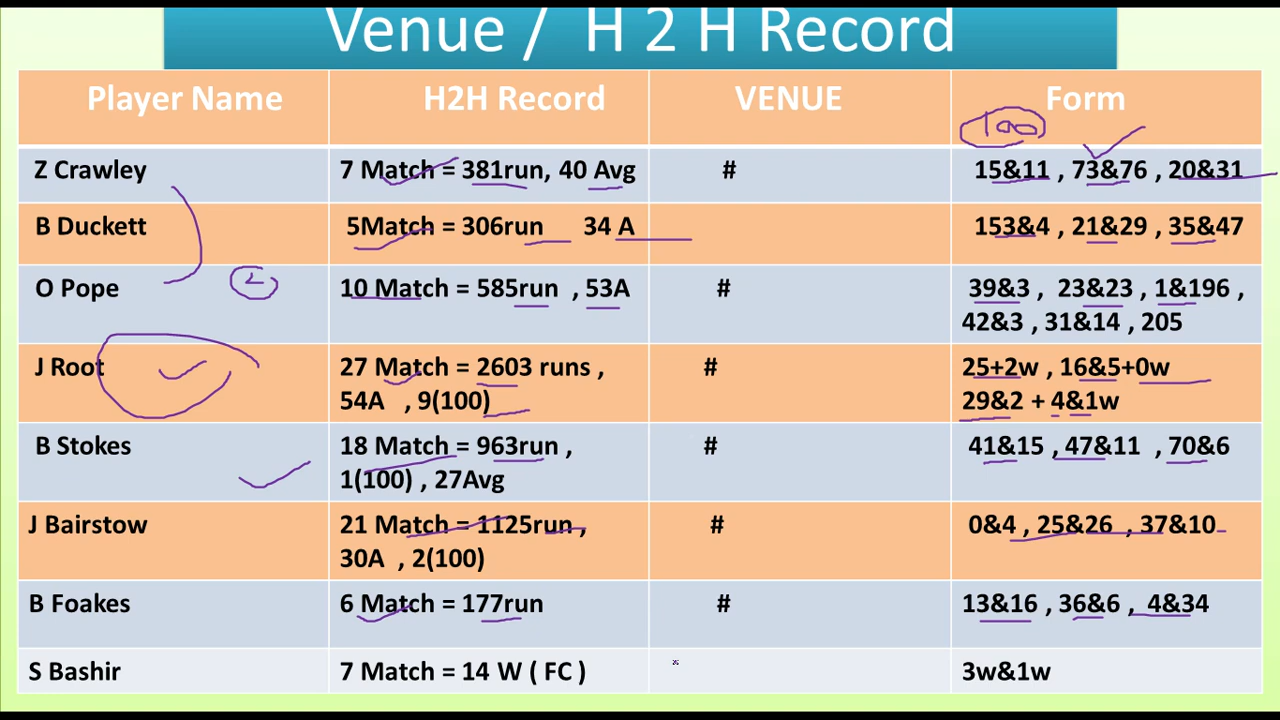 Venue / H 2 H Record
Player Name H2H Record VENUE Form
100
Z Crawley 7 Match = 381run, 40 Avg # 15&11 , 73&76 , 20&31
B Duckett 5Match = 306run 34 A 153&4 , 21&29 , 35&47
O Pope 10 Match = 585run , 53A # 39&3 , 23&23 , 1&196 ,
42&3 , 31&14 , 205
J Root 27 Match = 2603 runs , # 25+2w , 16&5+0w
54A , 9(100) 29&2 + 4&1w
B Stokes 18 Match = 963run , # 41&15 , 47&11 , 70&6
1(100) , 27Avg
J Bairstow 21 Match = 1125run , # 0&4 , 25&26 , 37&10
30A , 2(100)
B Foakes 6 Match = 177run # 13&16 , 36&6 , 4&34
S Bashir 7 Match = 14 W ( FC ) 3w&1w